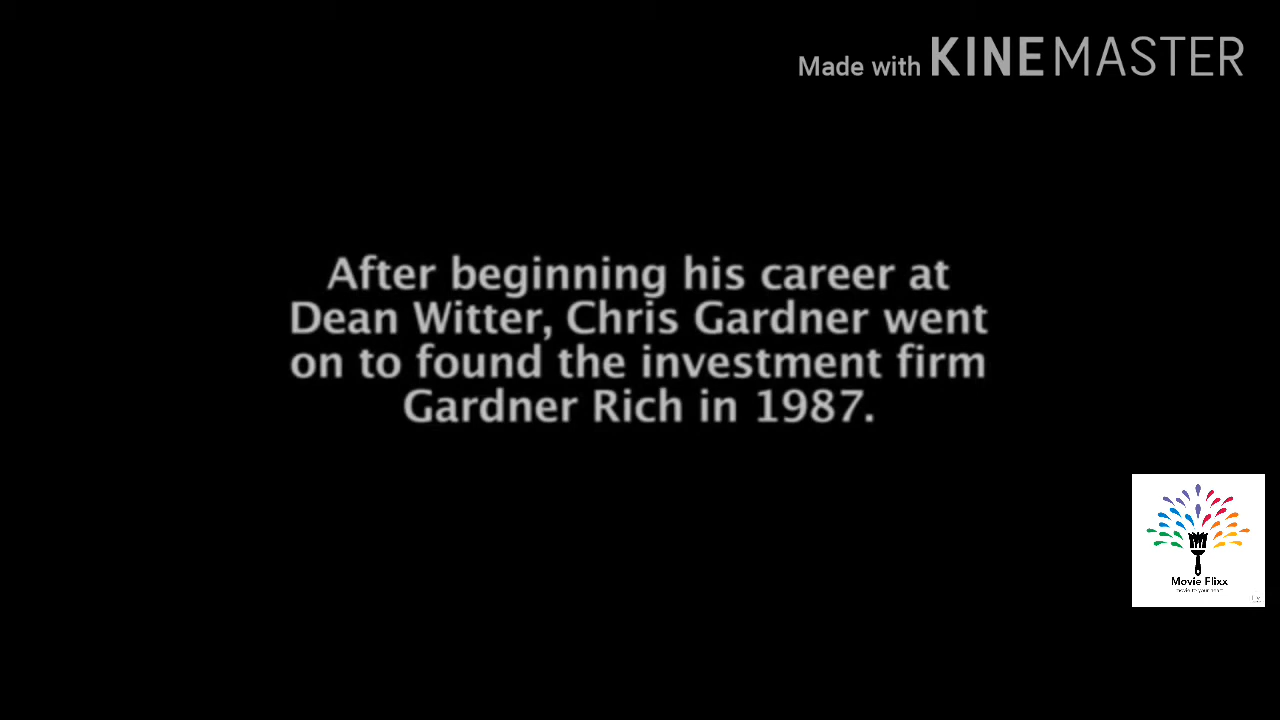 Made with KINEMASTER
After beginning his career at
Dean Witter, Chris Gardner went
on to found the investment firm
Gardner Rich in 1987.
Movie Flixx